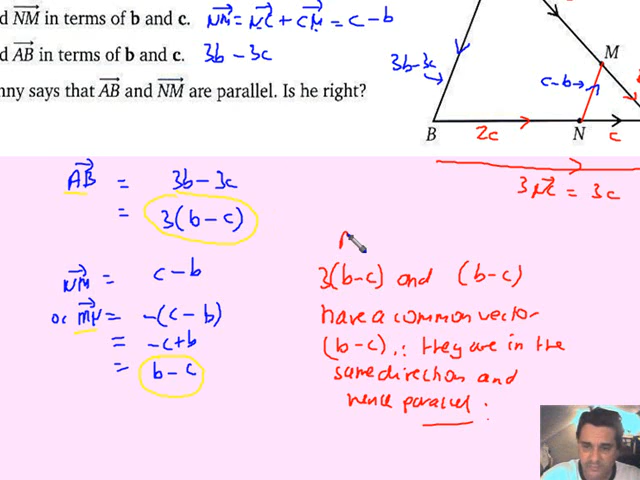 d NM in terms of b and c. NM = NC + CM = c - b
d AB in terms of b and c. 3b - 3c
nny says that AB and NM are parallel. Is he right?
M
3b-3c
c-b
B
2c
N
c
3NC = 3c
AB = 3b - 3c
= 3(b - c)
NM = c - b
or MN = -(c - b)
= -c+b
= b - c
3(b-c) and (b-c)
have a common vector
(b-c) ∴ they are in the
same direction and
hence parallel.